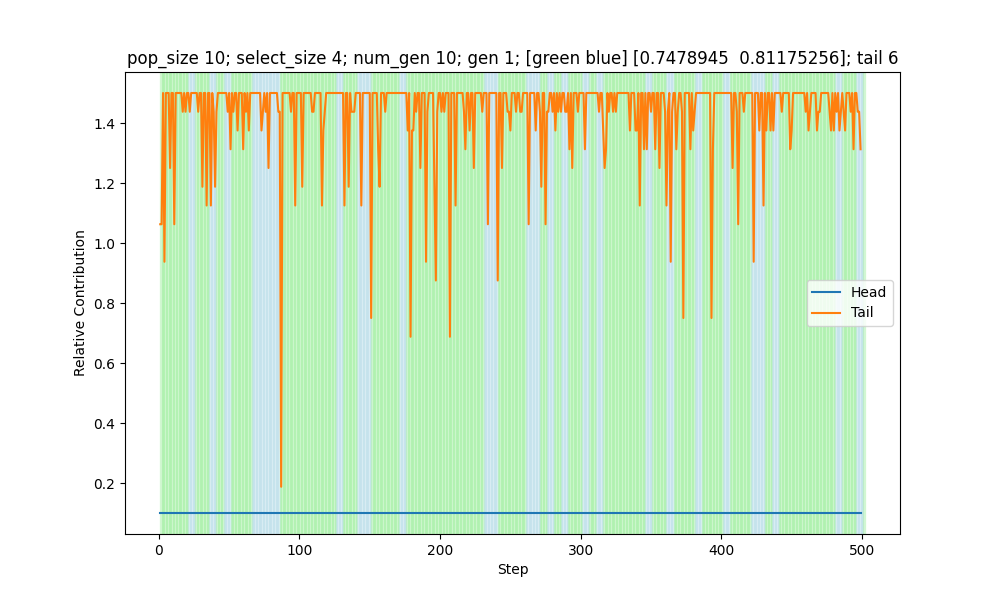 pop_size 10; select_size 4; num_gen 10; gen 1; [green blue] [0.7478945  0.81175256]; tail 6
Relative Contribution
1.4
1.2
1.0
0.8
0.6
0.4
0.2
Head
Tail
0 100 200 300 400 500
Step